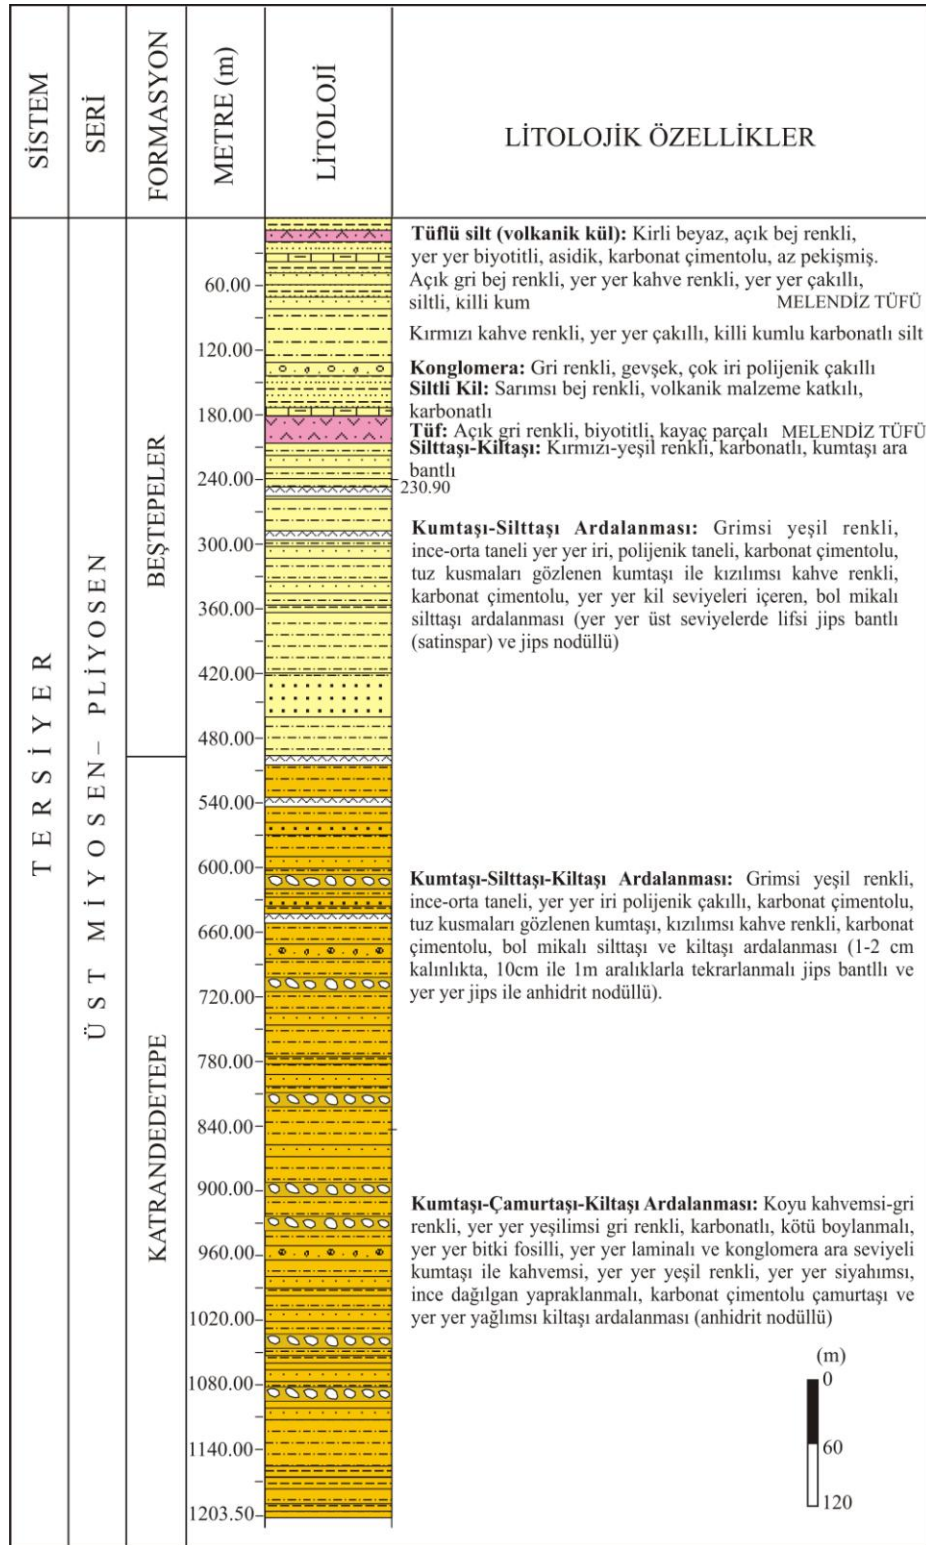 SİSTEM
SERİ
FORMASYON
METRE (m)
LİTOLOJİ
LİTOLOJİK ÖZELLİKLER
TERSİYER
ÜST MİYOSEN– PLİYOSEN
BEŞTEPELER
KATRANDEDETEPE
60.00
120.00
180.00
240.00
300.00
360.00
420.00
480.00
540.00
600.00
660.00
720.00
780.00
840.00
900.00
960.00
1020.00
1080.00
1140.00
1203.50
Tüflü silt (volkanik kül): Kirli beyaz, açık bej renkli,
yer yer biyotitli, asidik, karbonat çimentolu, az pekişmiş.
Açık gri bej renkli, yer yer kahve renkli, yer yer çakıllı,
siltli, killi kum MELENDİZ TÜFÜ
Kırmızı kahve renkli, yer yer çakıllı, killi kumlu karbonatlı silt
Konglomera: Gri renkli, gevşek, çok iri polijenik çakıllı
Siltli Kil: Sarımsı bej renkli, volkanik malzeme katkılı,
karbonatlı
Tüf: Açık gri renkli, biyotitli, kayaç parçalı MELENDİZ TÜFÜ
Silttaşı-Kiltaşı: Kırmızı-yeşil renkli, karbonatlı, kumtaşı ara
bantlı
230.90
Kumtaşı-Silttaşı Ardalanması: Grimsi yeşil renkli,
ince-orta taneli yer yer iri, polijenik taneli, karbonat çimentolu,
tuz kusmaları gözlenen kumtaşı ile kızılımsı kahve renkli,
karbonat çimentolu, yer yer kil seviyeleri içeren, bol mikalı
silttaşı ardalanması (yer yer üst seviyelerde lifsi jips bantlı
(satinspar) ve jips nodüllü)
Kumtaşı-Silttaşı-Kiltaşı Ardalanması: Grimsi yeşil renkli,
ince-orta taneli, yer yer iri polijenik çakıllı, karbonat çimentolu,
tuz kusmaları gözlenen kumtaşı, kızılımsı kahve renkli, karbonat
çimentolu, bol mikalı silttaşı ve kiltaşı ardalanması (1-2 cm
kalınlıkta, 10cm ile 1m aralıklarla tekrarlanmalı jips bantllı ve
yer yer jips ile anhidrit nodüllü).
Kumtaşı-Çamurtaşı-Kiltaşı Ardalanması: Koyu kahvemsi-gri
renkli, yer yer yeşilimsi gri renkli, karbonatlı, kötü boylanmalı,
yer yer bitki fosilli, yer yer laminalı ve konglomera ara seviyeli
kumtaşı ile kahvemsi, yer yer yeşil renkli, yer yer siyahımsı,
ince dağılgan yapraklanmalı, karbonat çimentolu çamurtaşı ve
yer yer yağlımsı kiltaşı ardalanması (anhidrit nodüllü)
(m)
0
60
120